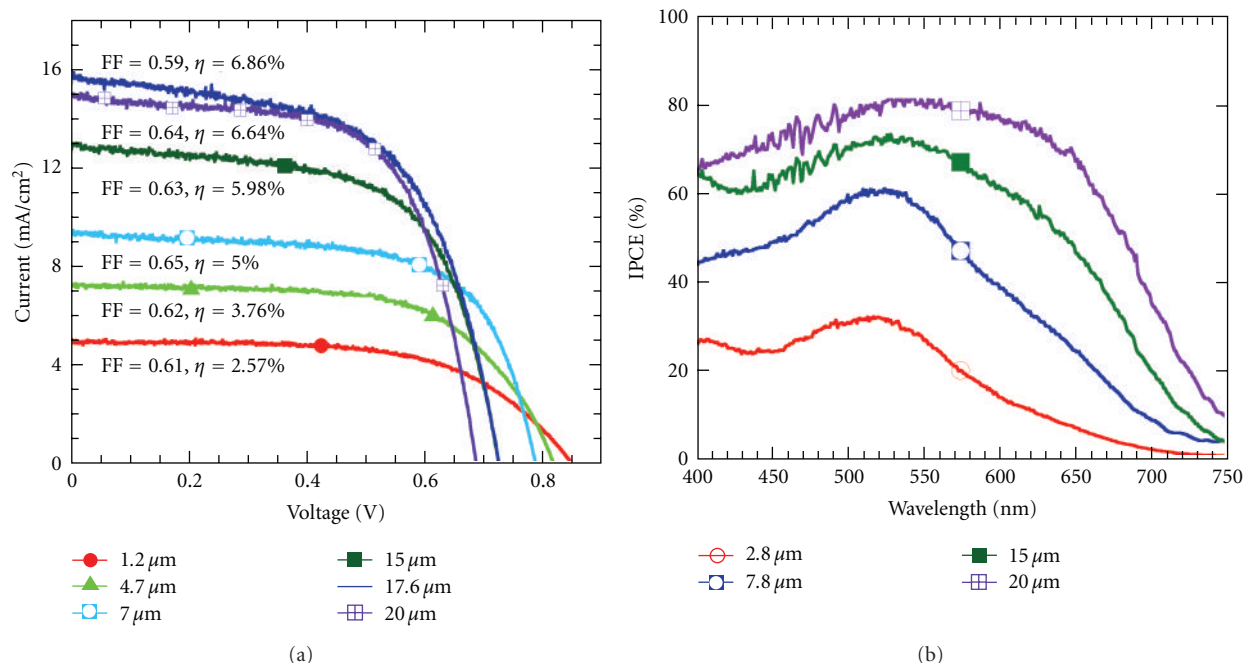 16
12
8
4
0
Current (mA/cm²)
FF = 0.59, η = 6.86%
FF = 0.64, η = 6.64%
FF = 0.63, η = 5.98%
FF = 0.65, η = 5%
FF = 0.62, η = 3.76%
FF = 0.61, η = 2.57%
0 0.2 0.4 0.6 0.8
Voltage (V)
1.2 μm
4.7 μm
7 μm
15 μm
17.6 μm
20 μm
(a)
100
80
60
40
20
0
IPCE (%)
400 450 500 550 600 650 700 750
Wavelength (nm)
2.8 μm
7.8 μm
15 μm
20 μm
(b)